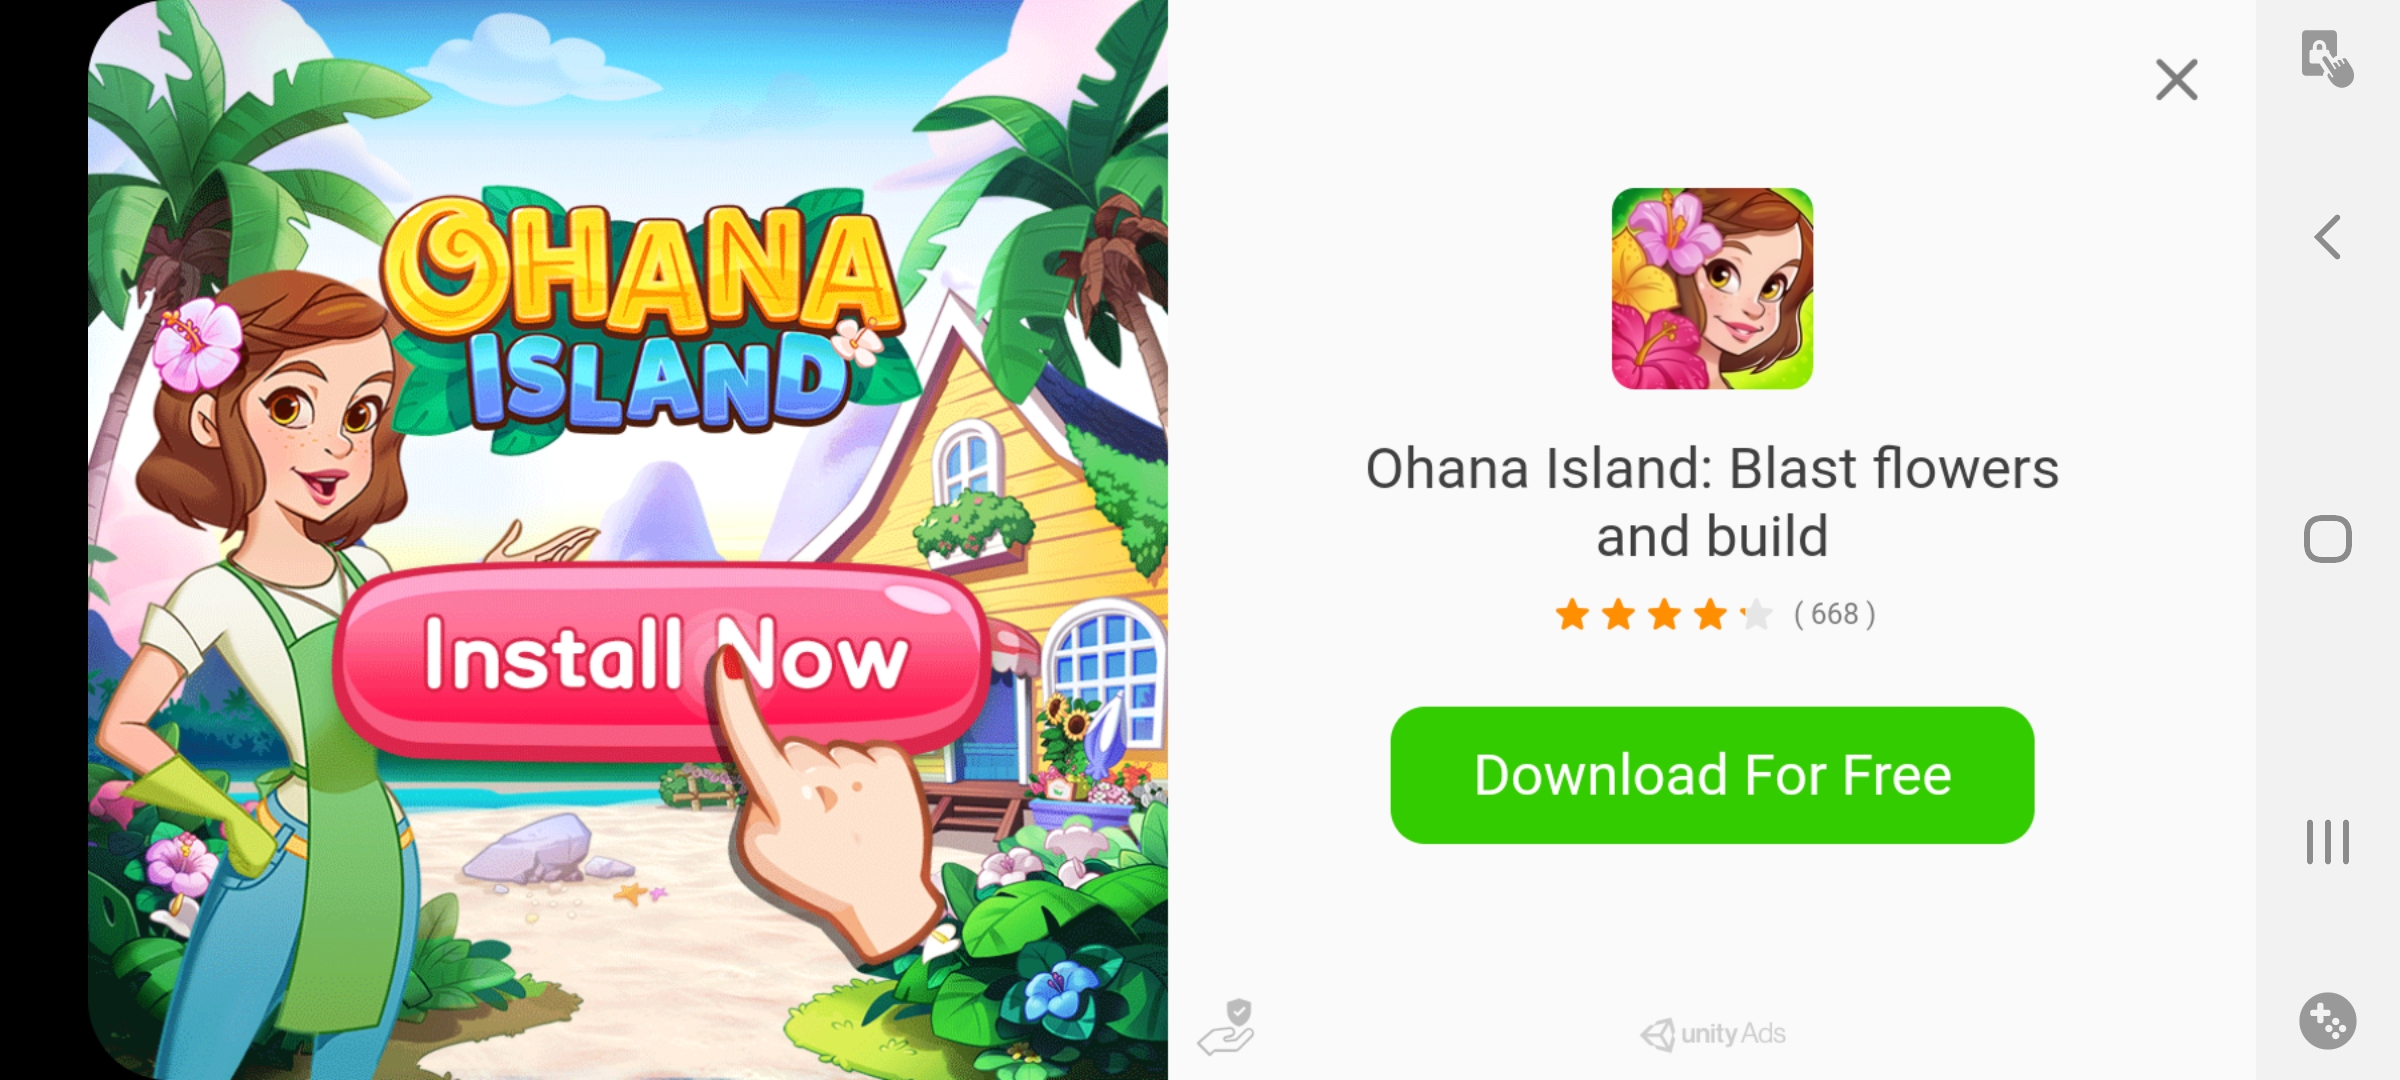 OHANA
ISLAND
Install Now
Ohana Island: Blast flowers
and build
( 668 )
Download For Free
unity Ads